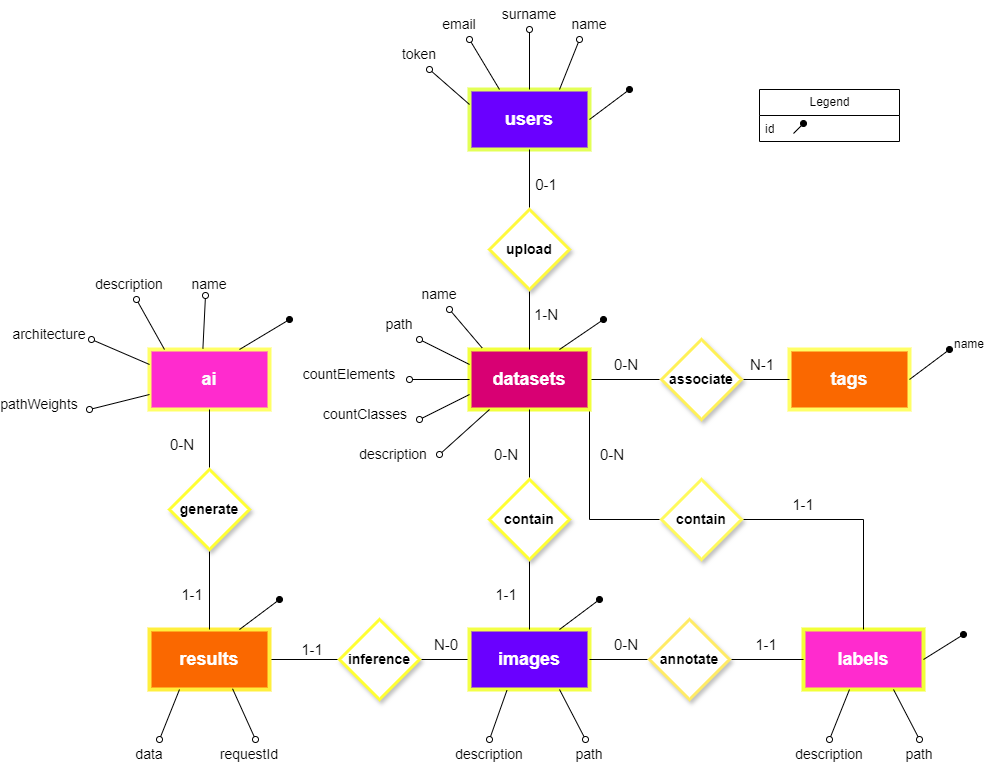 surname
email
name
token
users
Legend
id
0-1
upload
description
name
name
1-N
path
architecture
name
countElements
0-N
associate
N-1
ai
datasets
tags
pathWeights
countClasses
0-N
description
0-N
0-N
generate
contain
contain
1-1
1-1
1-1
results
1-1
inference
N-0
images
0-N
annotate
1-1
labels
data
requestId
description
path
description
path